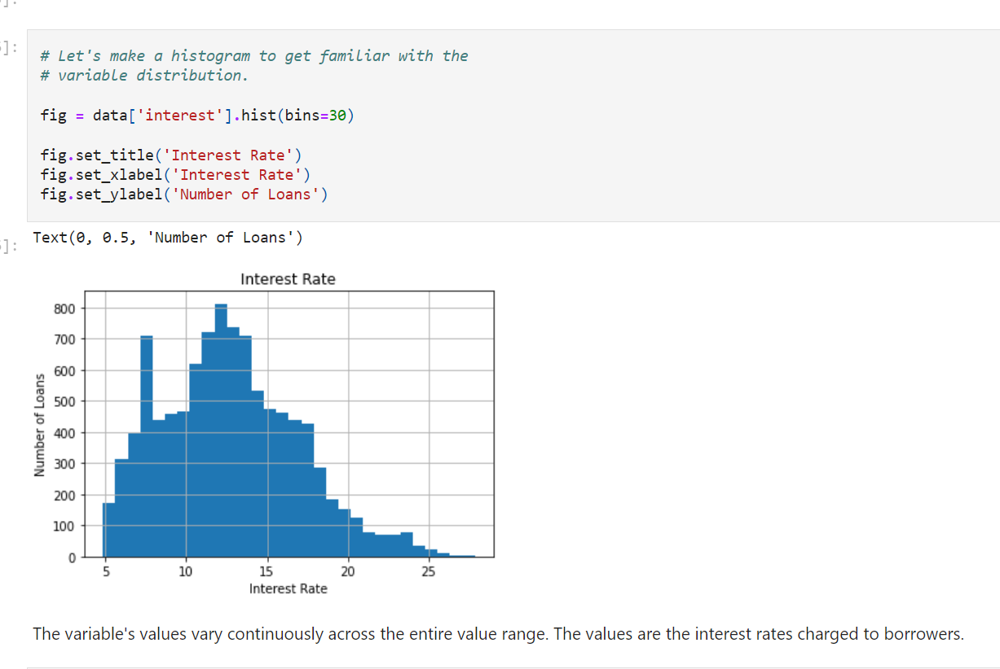 ]:
]:
# Let's make a histogram to get familiar with the
# variable distribution.
fig = data['interest'].hist(bins=30)
fig.set_title('Interest Rate')
fig.set_xlabel('Interest Rate')
fig.set_ylabel('Number of Loans')
]:
Text(0, 0.5, 'Number of Loans')
Interest Rate
800
700
600
500
400
300
200
100
0
Number of Loans
5 10 15 20 25
Interest Rate
The variable's values vary continuously across the entire value range. The values are the interest rates charged to borrowers.